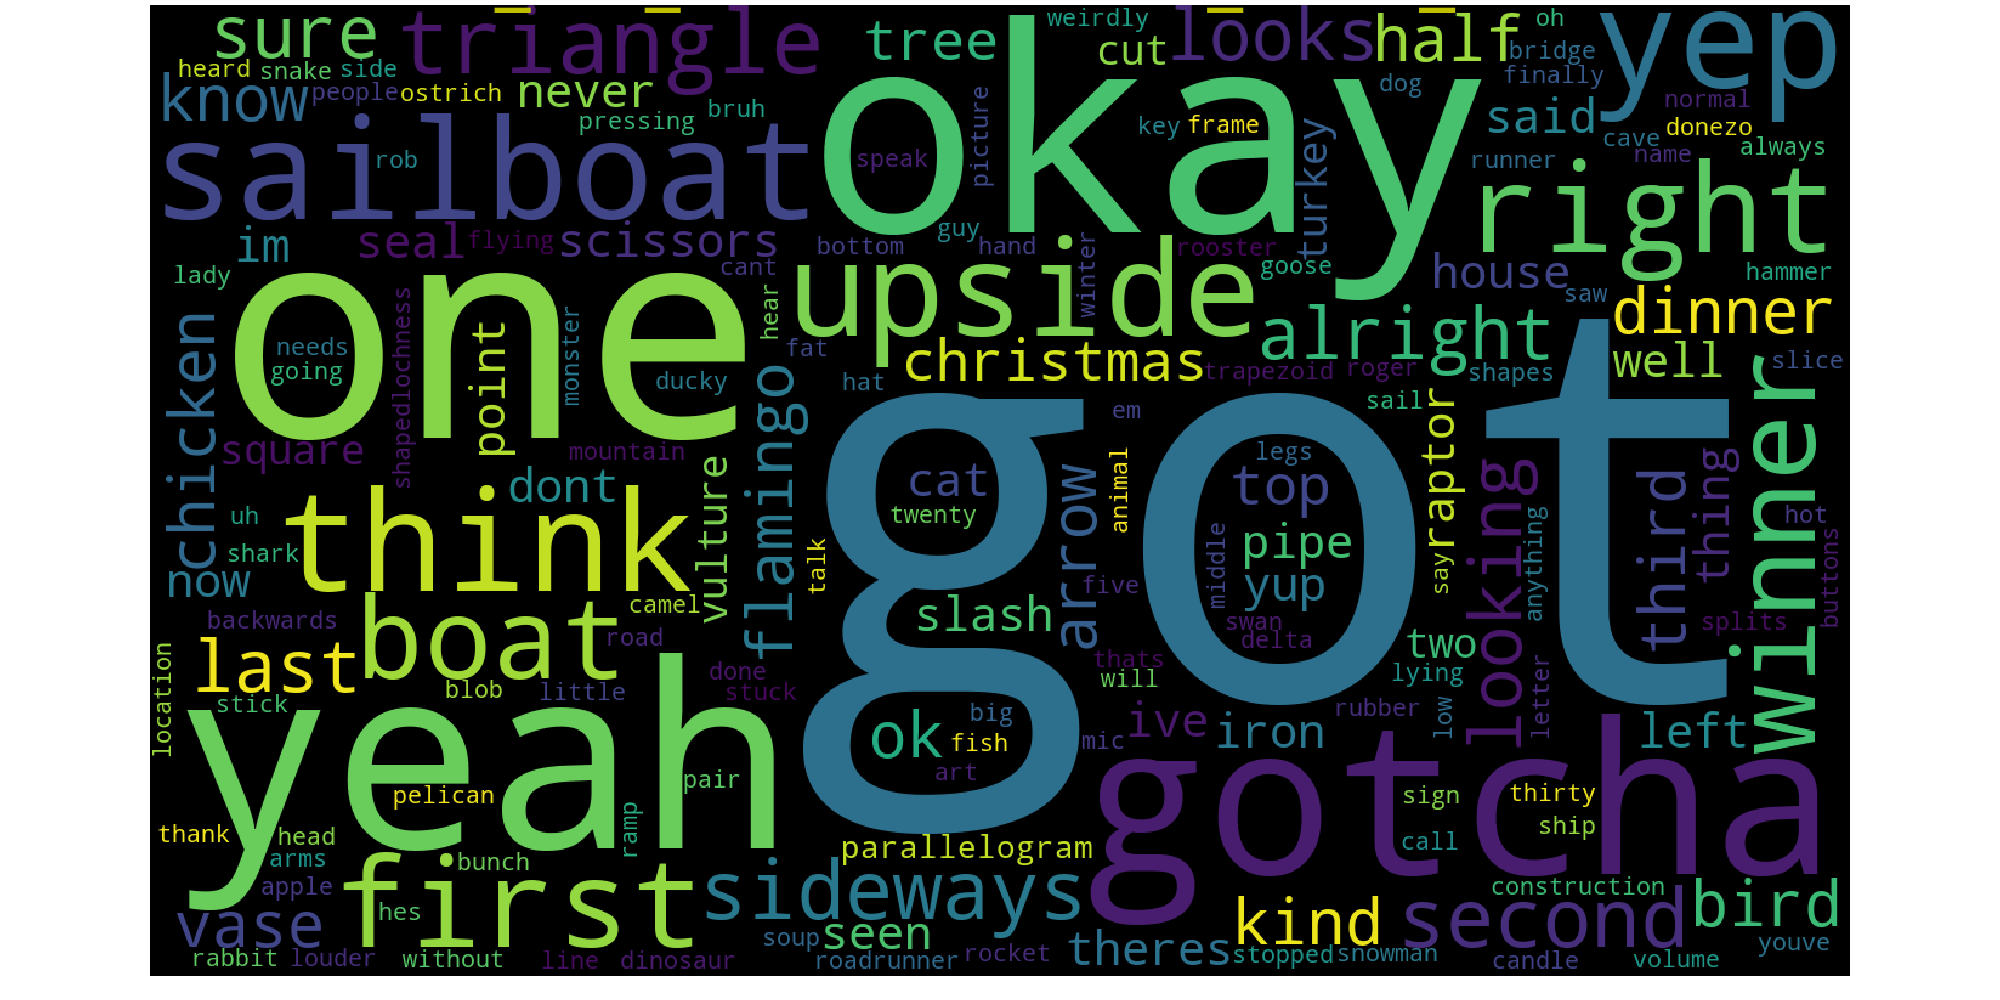 sure
triangle
tree
weirdly
cut
looks
half
oh
bridge
yep
heard
snake
side
know
people
ostrich
never
bruh
pressing
okay
dog
finally
normal
picture
key
frame
said
donezo
cave
name
always
sailboat
rob
speak
turkey
runner
right
im
seal
flying
scissors
bottom
guy
hand
winter
rooster
goose
house
hammer
lady
cant
saw
one
upside
dinner
chicken
needs
going
shapedlochness
point
monster
hear
ducky
fat
hat
christmas
alright
trapezoid
roger
shapes
well
slice
flamingo
em
sail
winner
square
mountain
got
raptor
looking
third
thing
dont
vulture
cat
twenty
arrow
animal
legs
top
pipe
yup
middle
say
anything
hot
buttons
think
uh
shark
now
talk
camel
slash
five
swan
delta
two
splits
backwards
boat
road
thats
will
lying
last
location
blob
little
done
stuck
stick
letter
yeah
ok
big
fish
art
mic
ive
iron
rubber
low
left
pair
gotcha
pelican
sign
thirty
ship
call
thank
head
arms
ramp
bunch
parallelogram
apple
first
sideways
construction
vase
hes
kind
second
bird
soup
seen
theres
youve
rabbit
louder
without
line
dinosaur
roadrunner
rocket
stopped
snowman
candle
volume